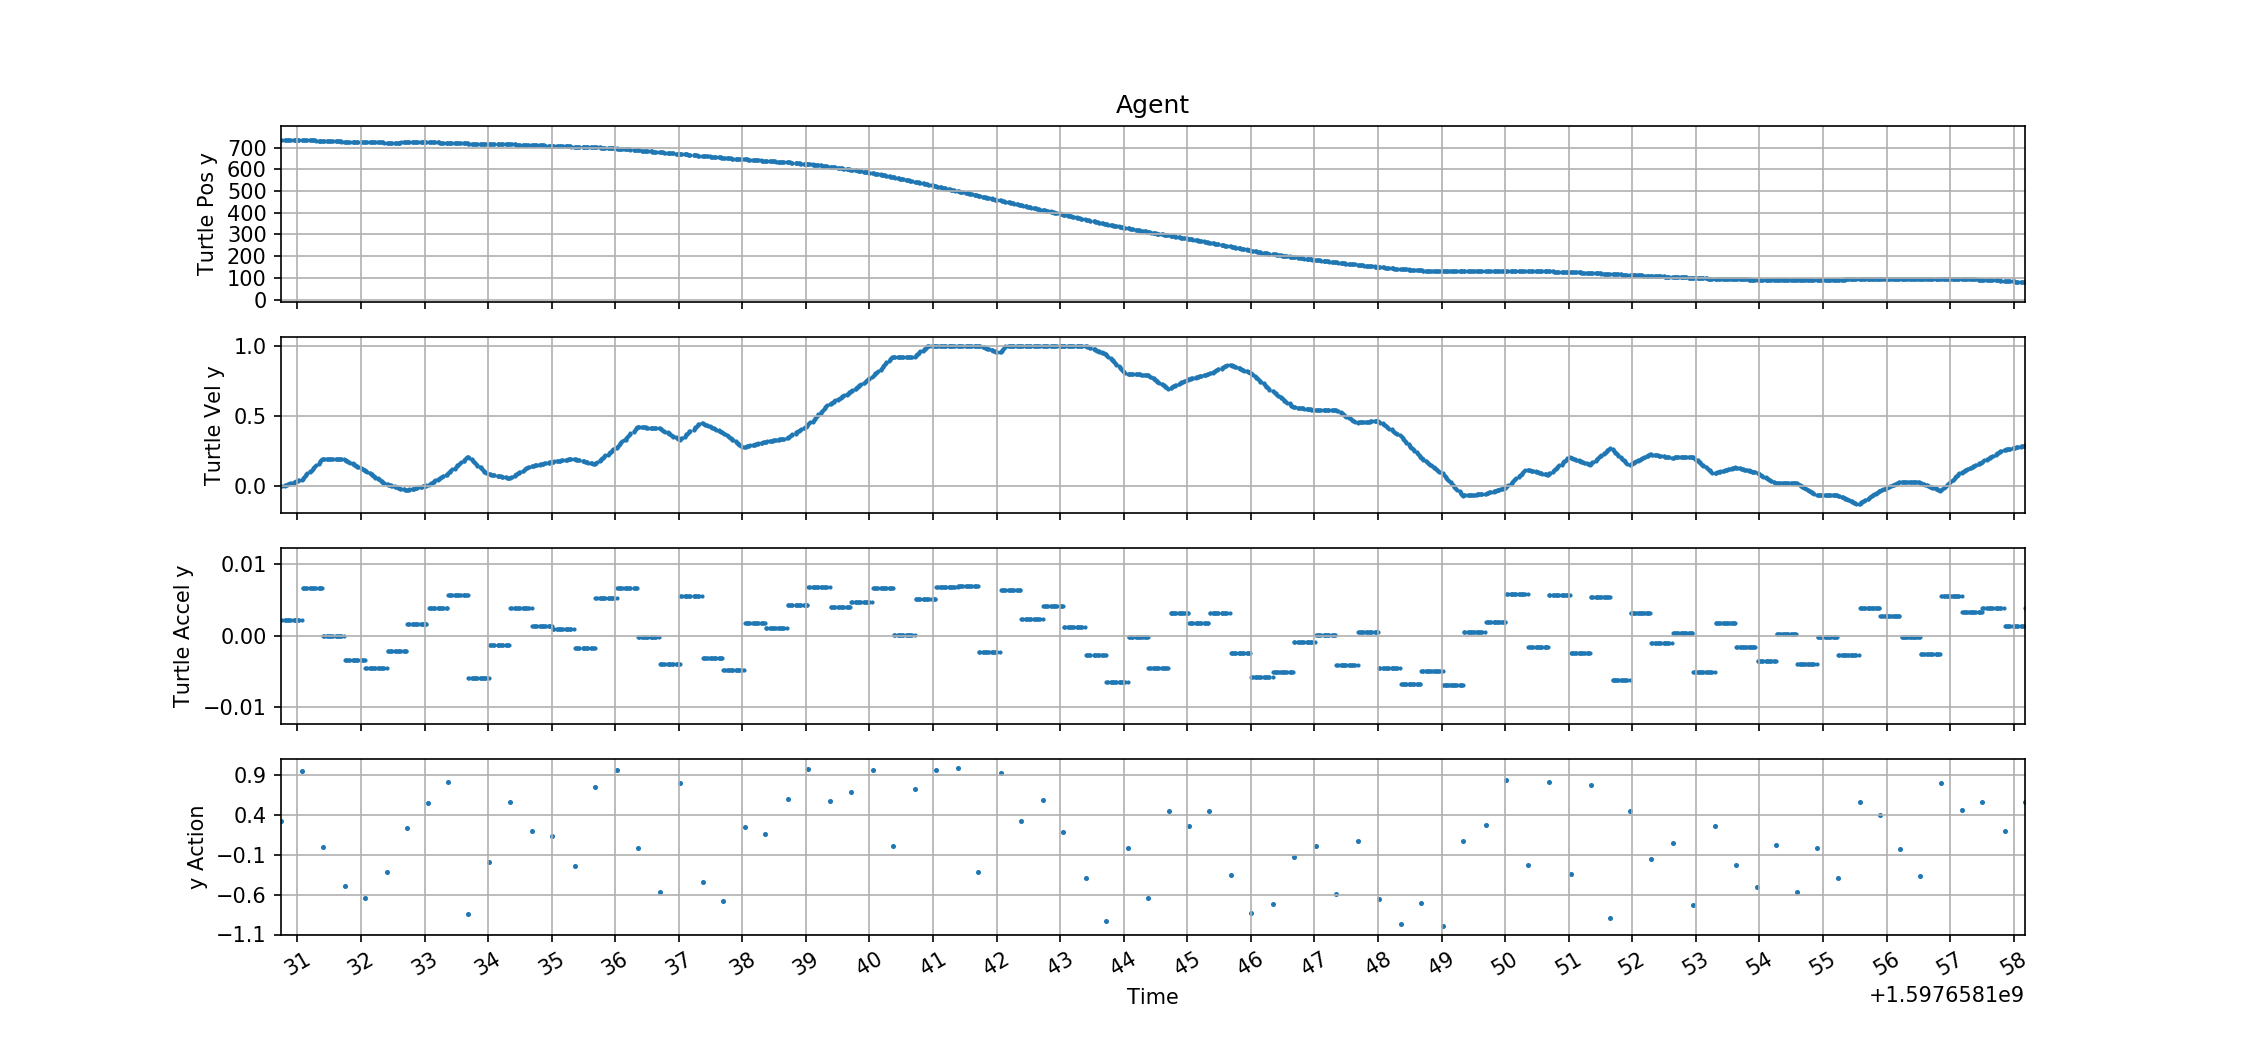 Agent
Turtle Pos y
700
600
500
400
300
200
100
0
Turtle Vel y
1.0
0.5
0.0
Turtle Accel y
0.01
0.00
−0.01
y Action
0.9
0.4
−0.1
−0.6
−1.1
31 32 33 34 35 36 37 38 39 40 41 42 43 44 45 46 47 48 49 50 51 52 53 54 55 56 57 58
Time
+1.5976581e9